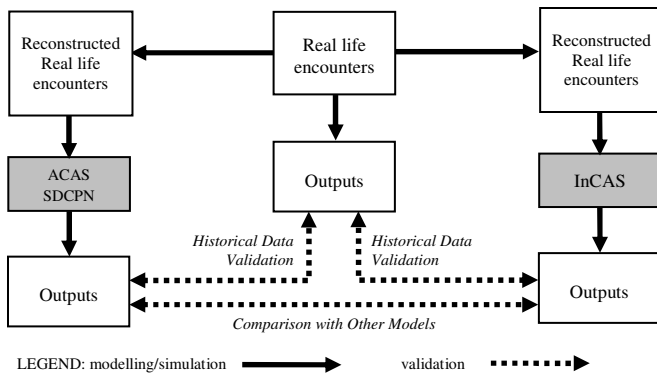 Reconstructed
Real life
encounters
Real life
encounters
Reconstructed
Real life
encounters
ACAS
SDCPN
Outputs
InCAS
Historical Data
Validation
Historical Data
Validation
Outputs
Outputs
Comparison with Other Models
LEGEND: modelling/simulation
validation